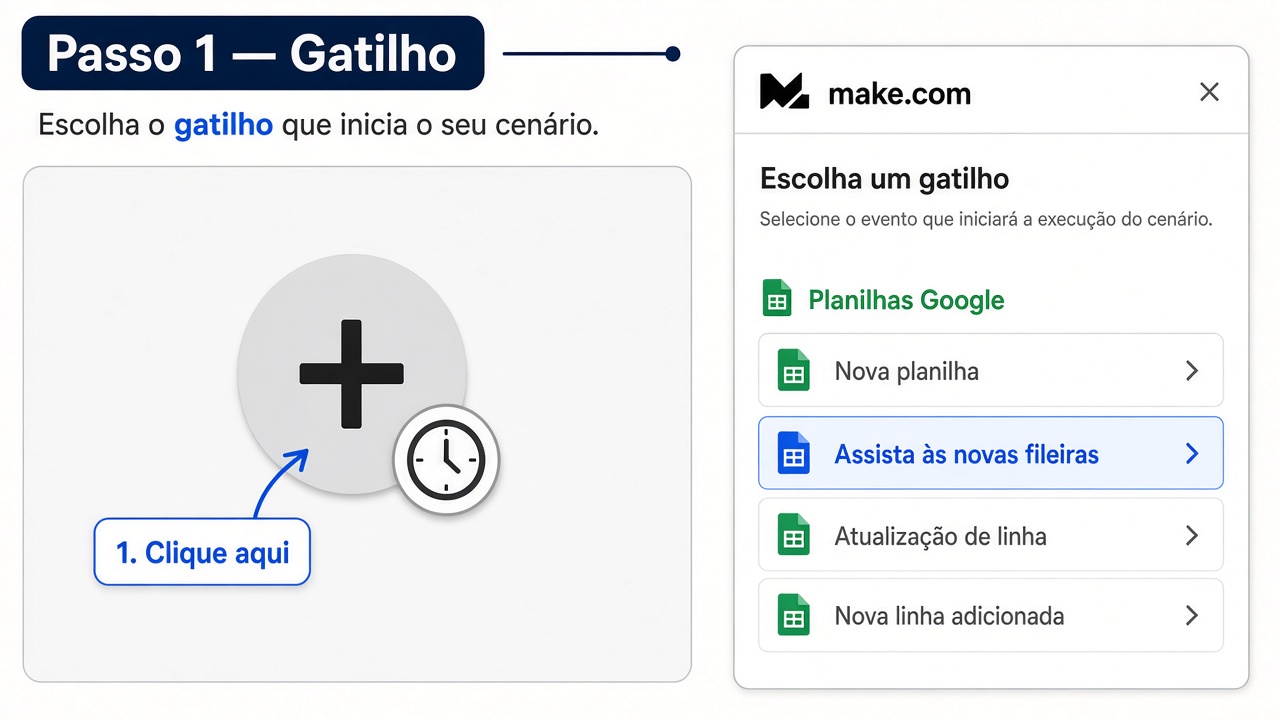 Passo 1 — Gatilho
Escolha o gatilho que inicia o seu cenário.
1. Clique aqui
make.com
Escolha um gatilho
Selecione o evento que iniciará a execução do cenário.
Planilhas Google
Nova planilha
Assista às novas fileiras
Atualização de linha
Nova linha adicionada